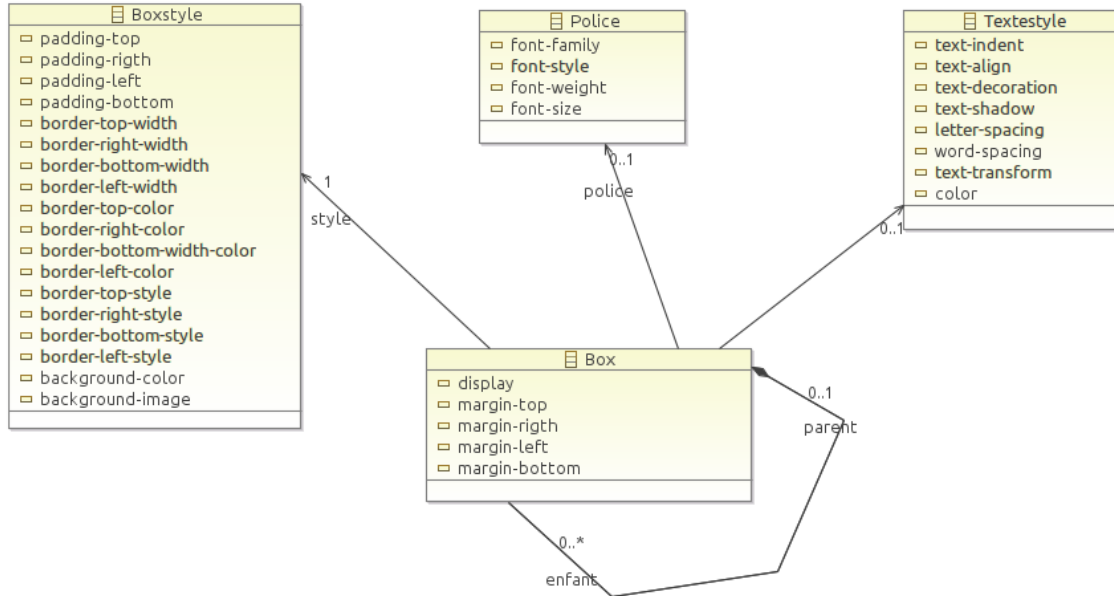 Boxstyle
padding-top
padding-rigth
padding-left
padding-bottom
border-top-width
border-right-width
border-bottom-width
border-left-width
border-top-color
border-right-color
border-bottom-width-color
border-left-color
border-top-style
border-right-style
border-bottom-style
border-left-style
background-color
background-image
Police
font-family
font-style
font-weight
font-size
Textestyle
text-indent
text-align
text-decoration
text-shadow
letter-spacing
word-spacing
text-transform
color
1
style
0..1
police
0..1
Box
display
margin-top
margin-rigth
margin-left
margin-bottom
0..1
parent
0..*
enfant